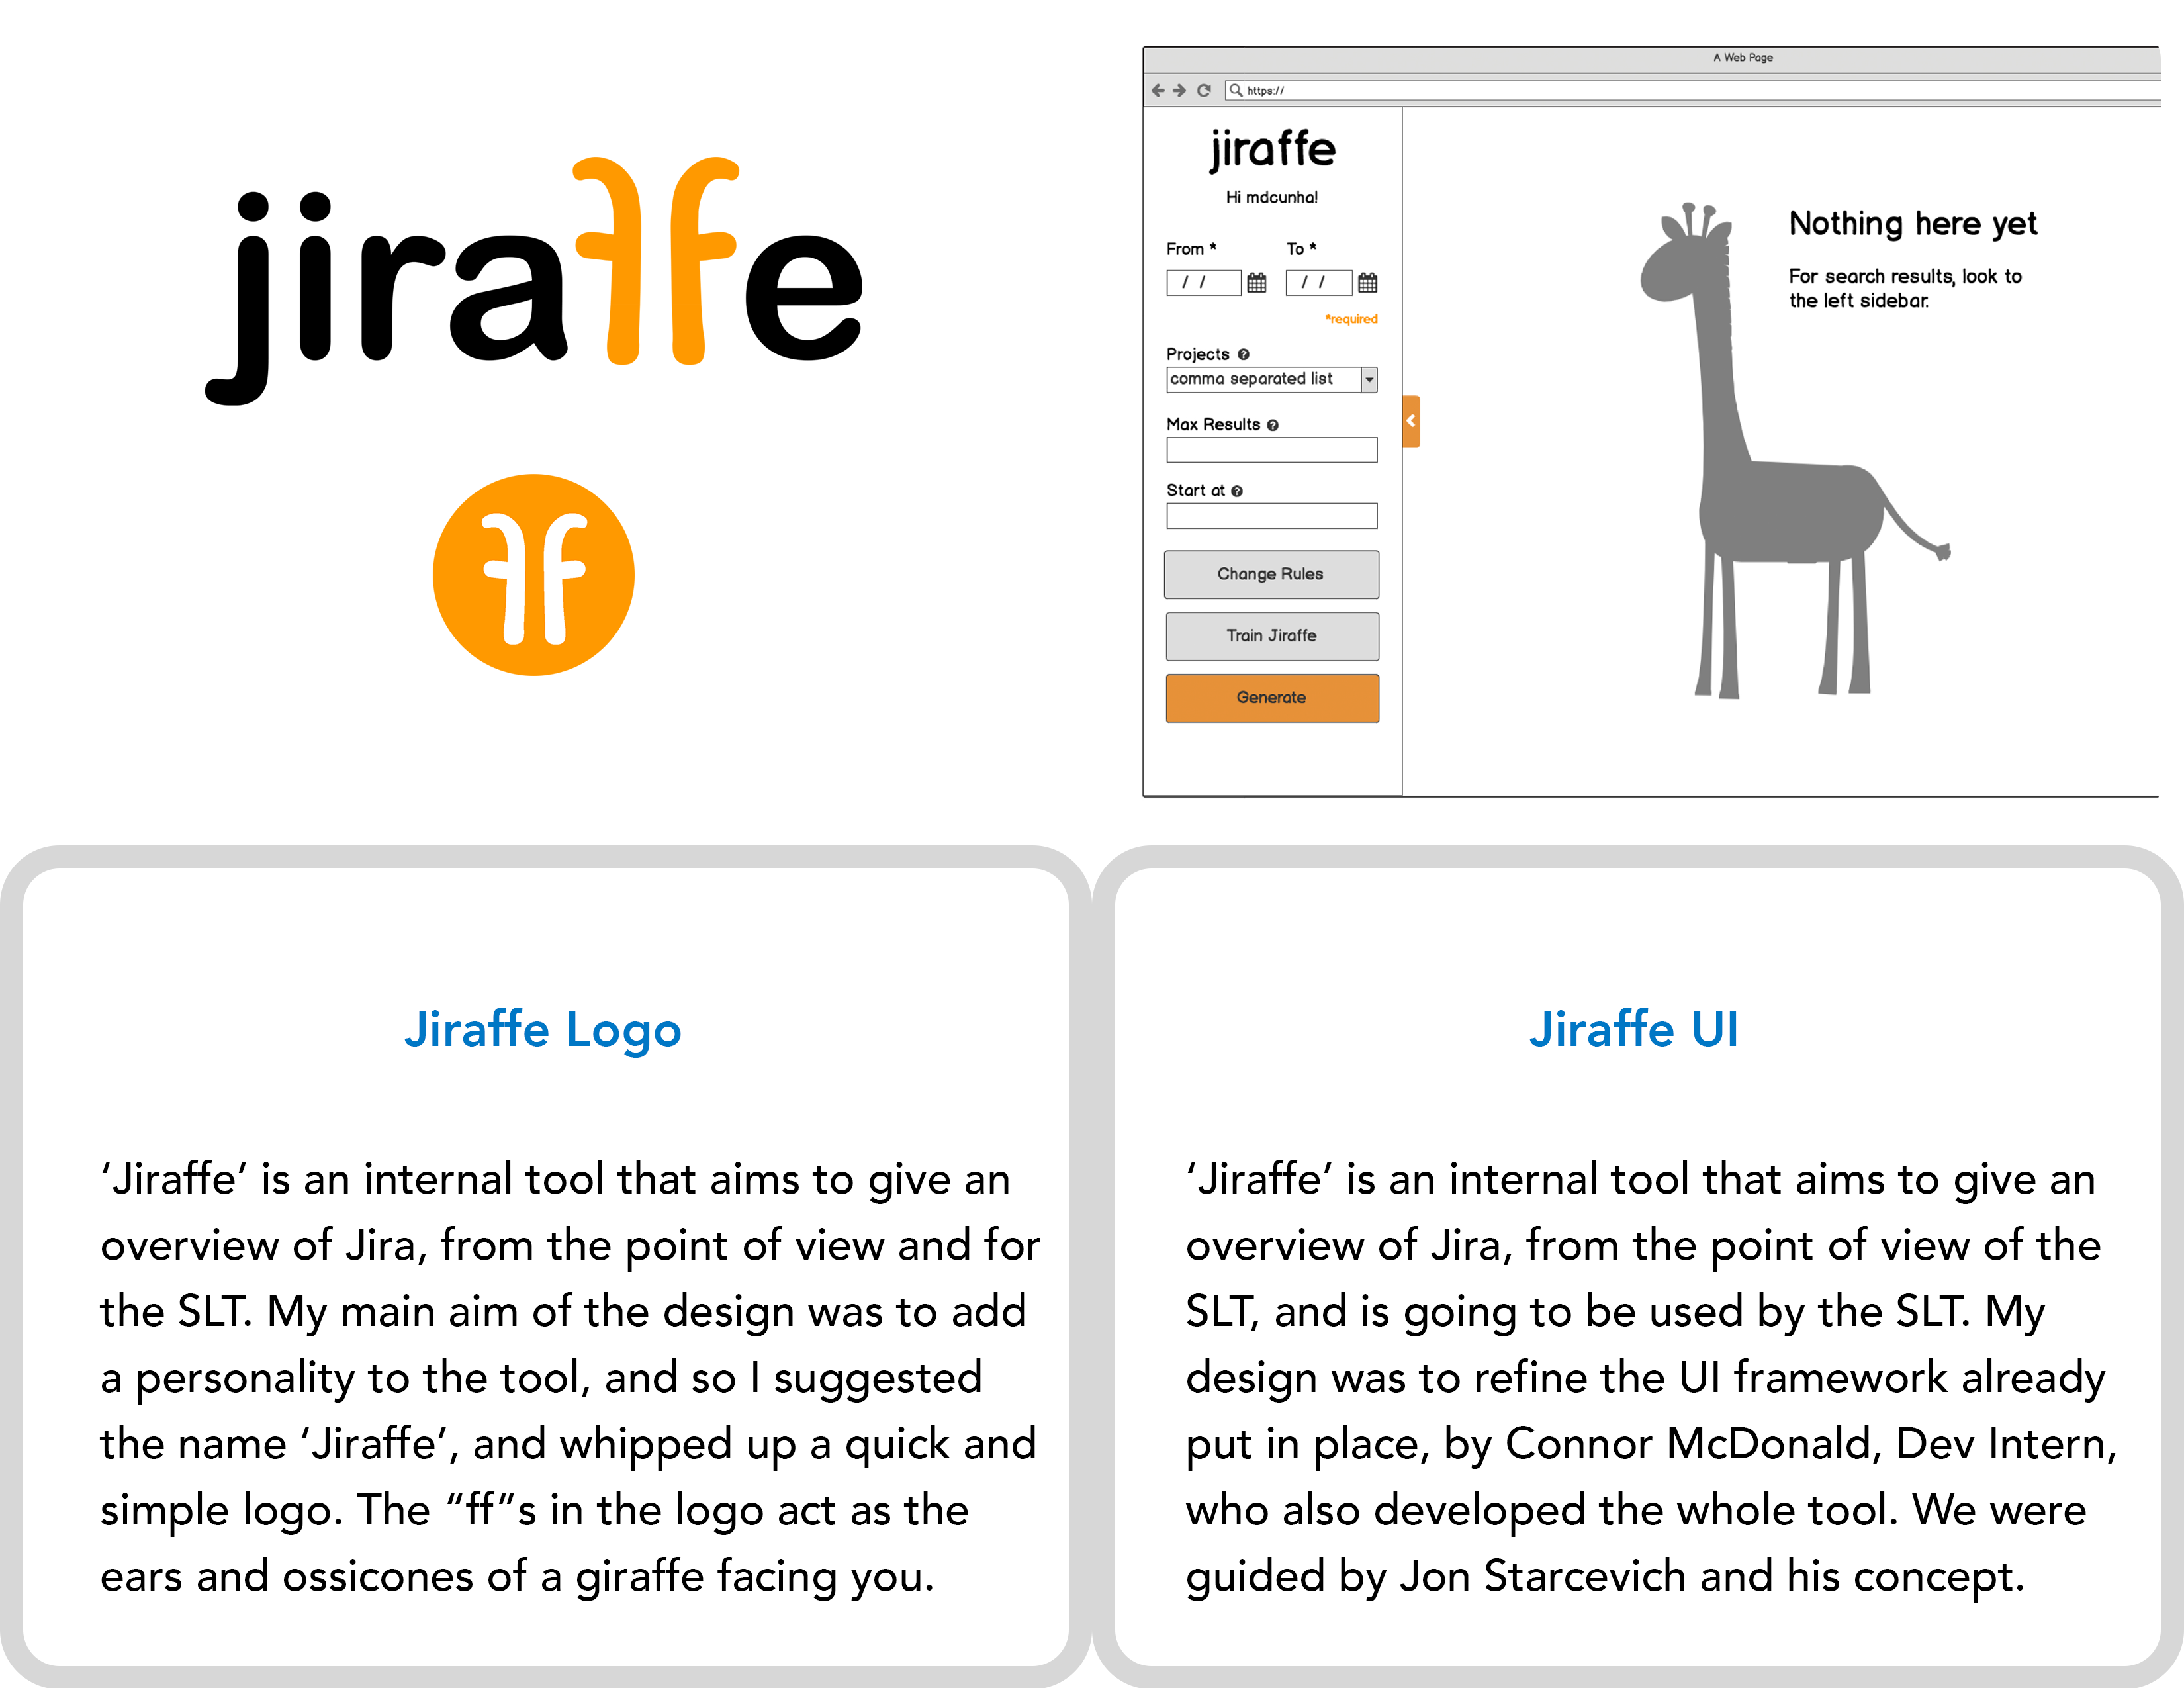 jiraffe
ff
A Web Page
https://
jiraffe
Hi mdcunha!
From * To *
/ / / /
*required
Projects ?
comma separated list
Max Results ?
Start at ?
Change Rules
Train Jiraffe
Generate
Nothing here yet
For search results, look to
the left sidebar.
Jiraffe Logo
‘Jiraffe’ is an internal tool that aims to give an
overview of Jira, from the point of view and for
the SLT. My main aim of the design was to add
a personality to the tool, and so I suggested
the name ‘Jiraffe’, and whipped up a quick and
simple logo. The “ff”s in the logo act as the
ears and ossicones of a giraffe facing you.
Jiraffe UI
‘Jiraffe’ is an internal tool that aims to give an
overview of Jira, from the point of view of the
SLT, and is going to be used by the SLT. My
design was to refine the UI framework already
put in place, by Connor McDonald, Dev Intern,
who also developed the whole tool. We were
guided by Jon Starcevich and his concept.